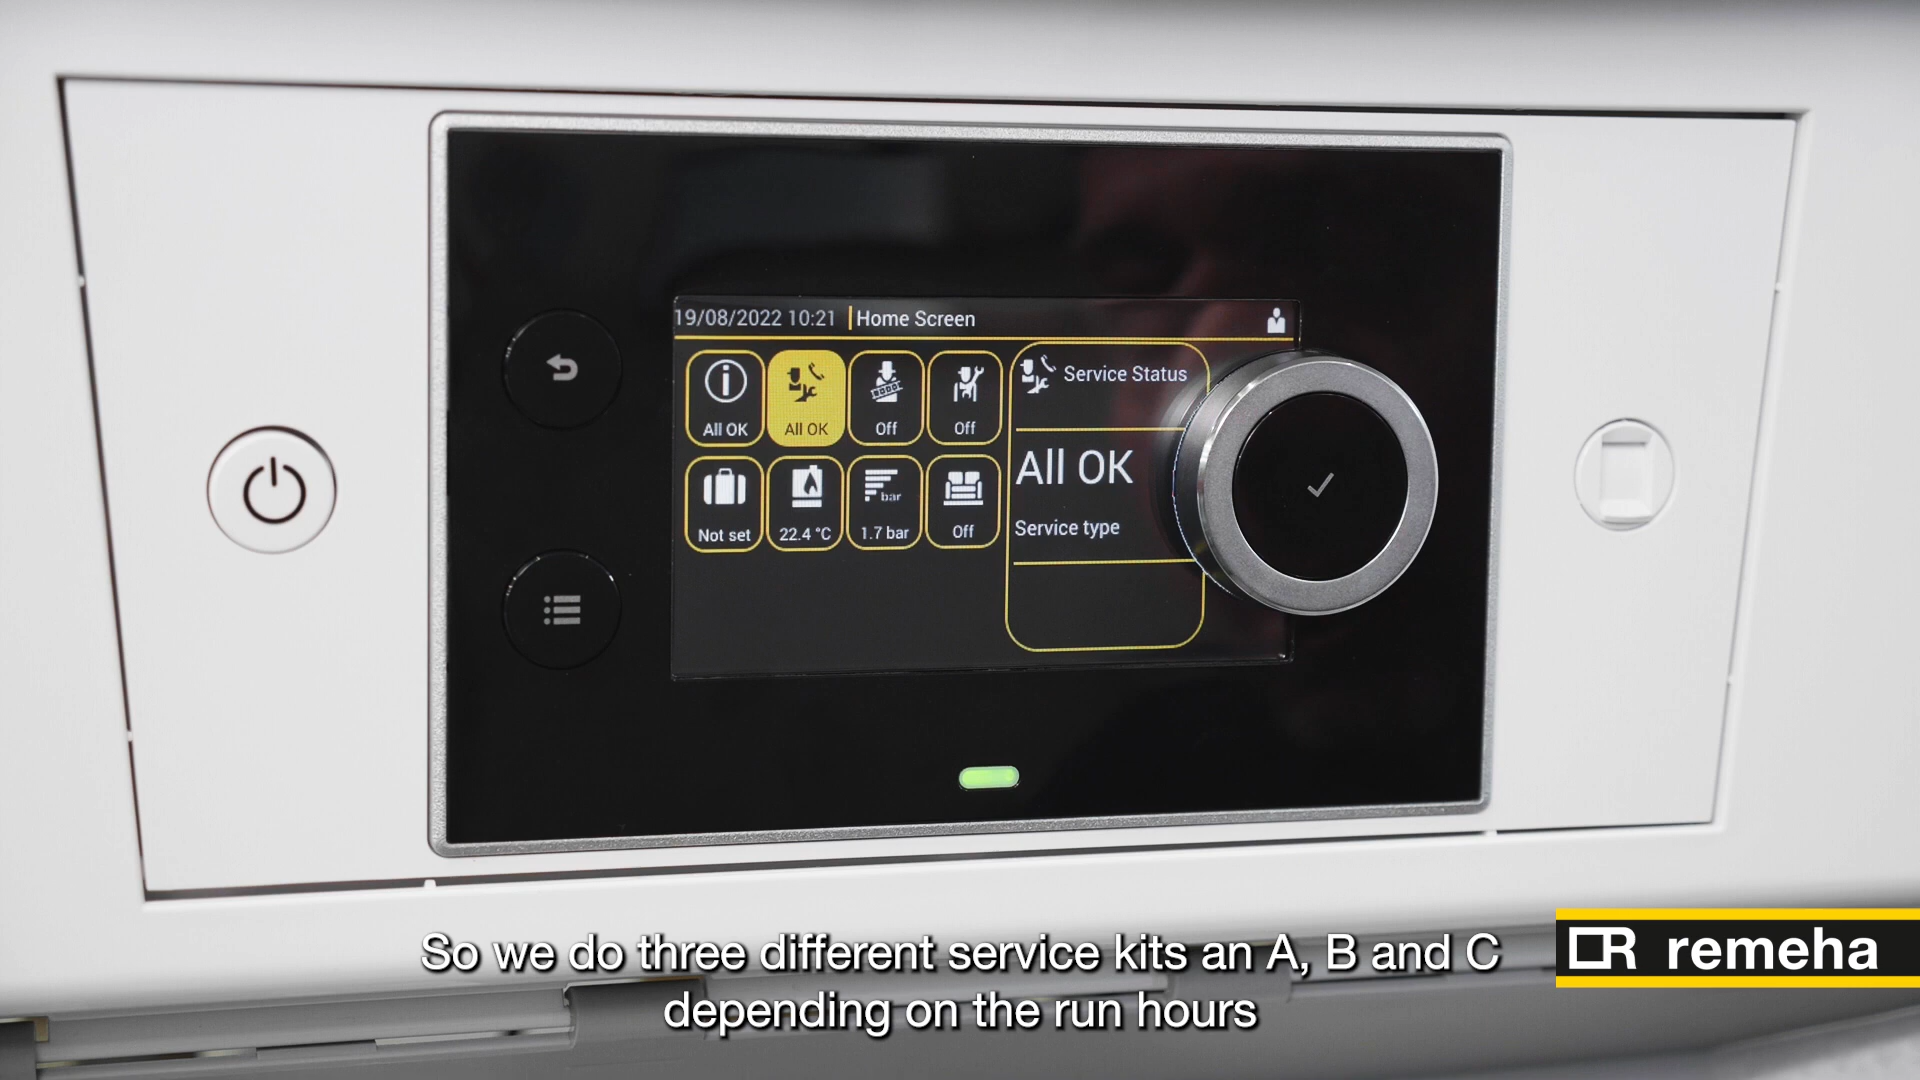 19/08/2022 10:21 Home Screen
All OK
All OK
Off
Off
Service Status
All OK
Service type
Not set
22.4 °C
bar
1.7 bar
Off
So we do three different service kits an A, B and C
depending on the run hours
remeha